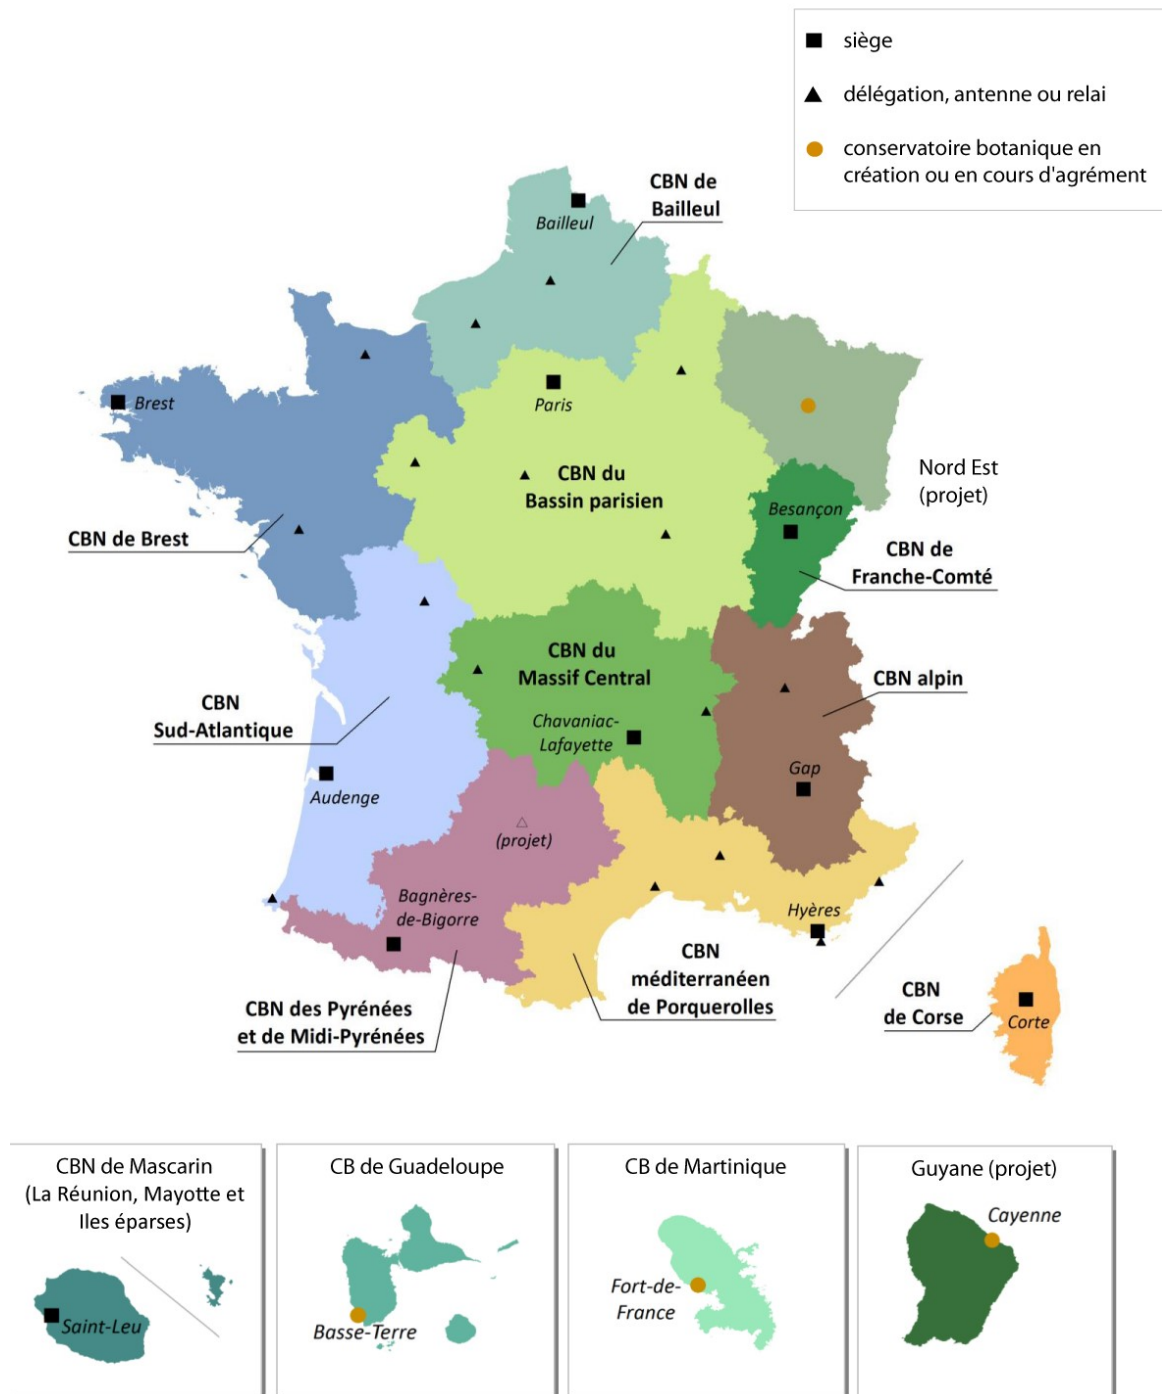 siège
délégation, antenne ou relai
conservatoire botanique en
création ou en cours d'agrément
CBN de
Bailleul
Bailleul
Brest
Paris
CBN du
Bassin parisien
Nord Est
(projet)
Besançon
CBN de Brest
CBN de
Franche-Comté
CBN du
Massif Central
CBN alpin
CBN
Sud-Atlantique
Chavaniac-
Lafayette
Gap
Audenge
(projet)
Bagnères-
de-Bigorre
Hyères
CBN
méditerranéen
de Porquerolles
CBN des Pyrénées
et de Midi-Pyrénées
CBN
de Corse
Corte
CBN de Mascarin
(La Réunion, Mayotte et
Iles éparses)
Saint-Leu
CB de Guadeloupe
Basse-Terre
CB de Martinique
Fort-de-
France
Guyane (projet)
Cayenne